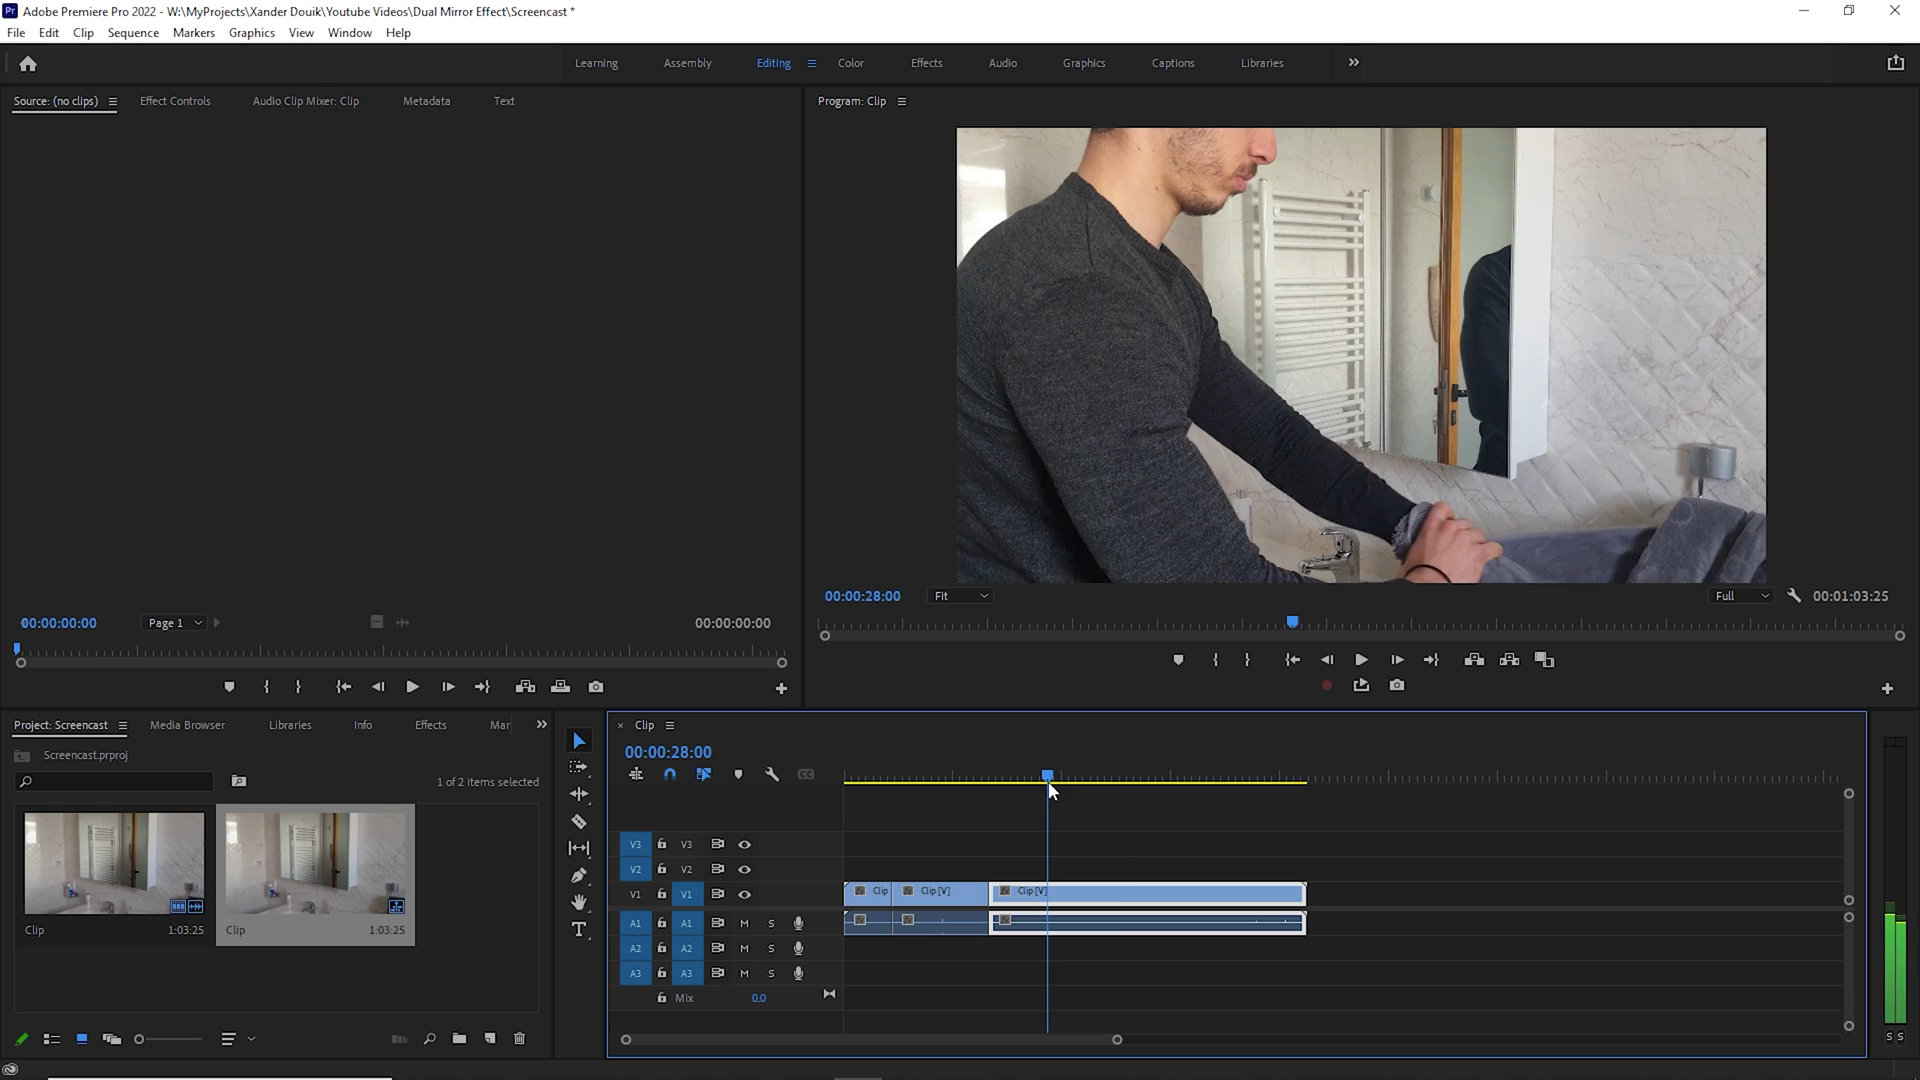 Pr Adobe Premiere Pro 2022 - W:\MyProjects\Xander Douik\Youtube Videos\Dual Mirror Effect\Screencast *
File Edit Clip Sequence Markers Graphics View Window Help
Learning Assembly Editing Color Effects Audio Graphics Captions Libraries
Source: (no clips) Effect Controls Audio Clip Mixer: Clip Metadata Text
Program: Clip
00:00:28:00 Fit Full 00:01:03:25
00:00:00:00 Page 1 00:00:00:00
Project: Screencast Media Browser Libraries Info Effects Mar
Screencast.prproj
1 of 2 items selected
Clip 1:03:25 Clip 1:03:25
Clip
00:00:28:00
CC
V3 V3
V2 V2
V1 V1 Clip Clip [V] Clip [V]
A1 A1 M S
A2 A2 M S
A3 A3 M S
Mix 0.0
S S